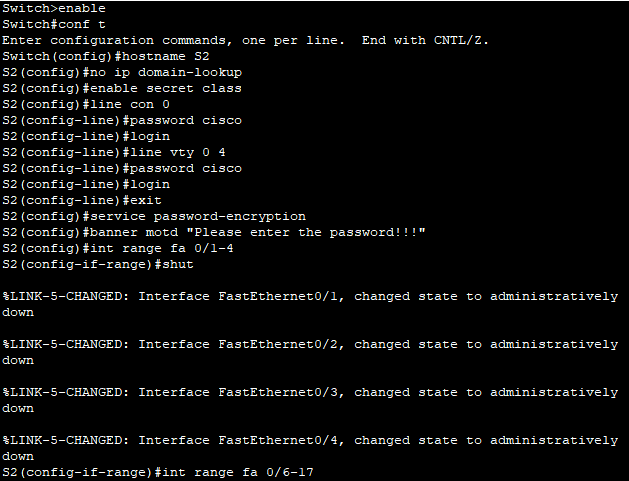 Switch>enable
Switch#conf t
Enter configuration commands, one per line.  End with CNTL/Z.
Switch(config)#hostname S2
S2(config)#no ip domain-lookup
S2(config)#enable secret class
S2(config)#line con 0
S2(config-line)#password cisco
S2(config-line)#login
S2(config-line)#line vty 0 4
S2(config-line)#password cisco
S2(config-line)#login
S2(config-line)#exit
S2(config)#service password-encryption
S2(config)#banner motd "Please enter the password!!!"
S2(config)#int range fa 0/1-4
S2(config-if-range)#shut
%LINK-5-CHANGED: Interface FastEthernet0/1, changed state to administratively
down
%LINK-5-CHANGED: Interface FastEthernet0/2, changed state to administratively
down
%LINK-5-CHANGED: Interface FastEthernet0/3, changed state to administratively
down
%LINK-5-CHANGED: Interface FastEthernet0/4, changed state to administratively
down
S2(config-if-range)#int range fa 0/6-17